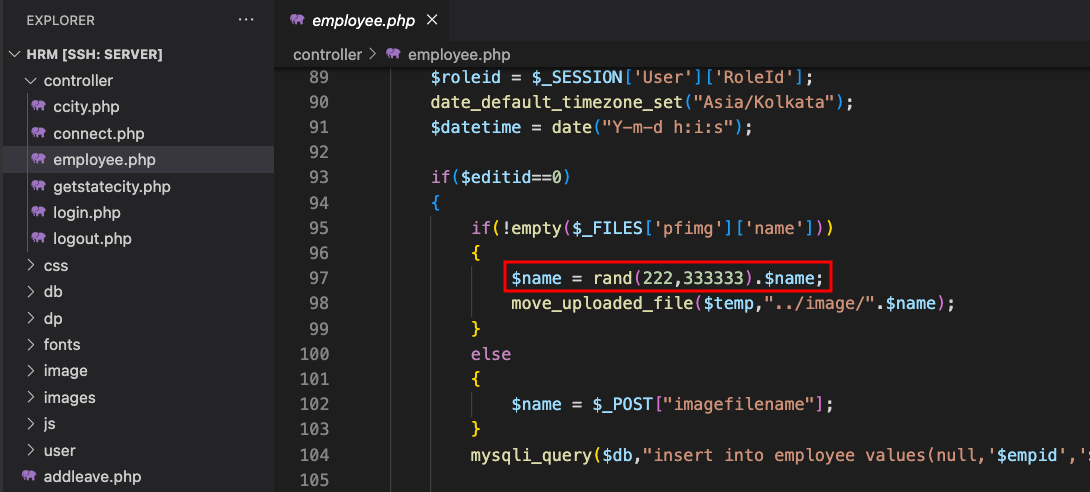 EXPLORER
HRM [SSH: SERVER]
controller
ccity.php
connect.php
employee.php
getstatecity.php
login.php
logout.php
css
db
dp
fonts
image
images
js
user
addleave.php
employee.php
controller > employee.php
89 $roleid = $_SESSION['User']['RoleId'];
90 date_default_timezone_set("Asia/Kolkata");
91 $datetime = date("Y-m-d h:i:s");
92
93 if($editid==0)
94 {
95 if(!empty($_FILES['pfimg']['name']))
96 {
97 $name = rand(222,333333).$name;
98 move_uploaded_file($temp,"../image/".$name);
99 }
100 else
101 {
102 $name = $_POST["imagefilename"];
103 }
104 mysqli_query($db,"insert into employee values(null,'$empid','
105